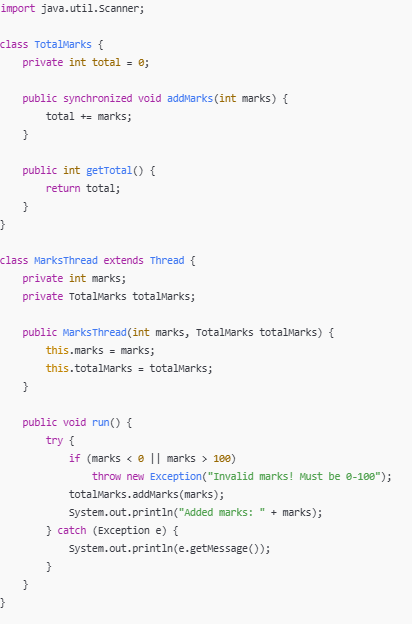 import java.util.Scanner;
class TotalMarks {
    private int total = 0;
    public synchronized void addMarks(int marks) {
        total += marks;
    }
    public int getTotal() {
        return total;
    }
}
class MarksThread extends Thread {
    private int marks;
    private TotalMarks totalMarks;
    public MarksThread(int marks, TotalMarks totalMarks) {
        this.marks = marks;
        this.totalMarks = totalMarks;
    }
    public void run() {
        try {
            if (marks < 0 || marks > 100)
                throw new Exception("Invalid marks! Must be 0-100");
            totalMarks.addMarks(marks);
            System.out.println("Added marks: " + marks);
        } catch (Exception e) {
            System.out.println(e.getMessage());
        }
    }
}